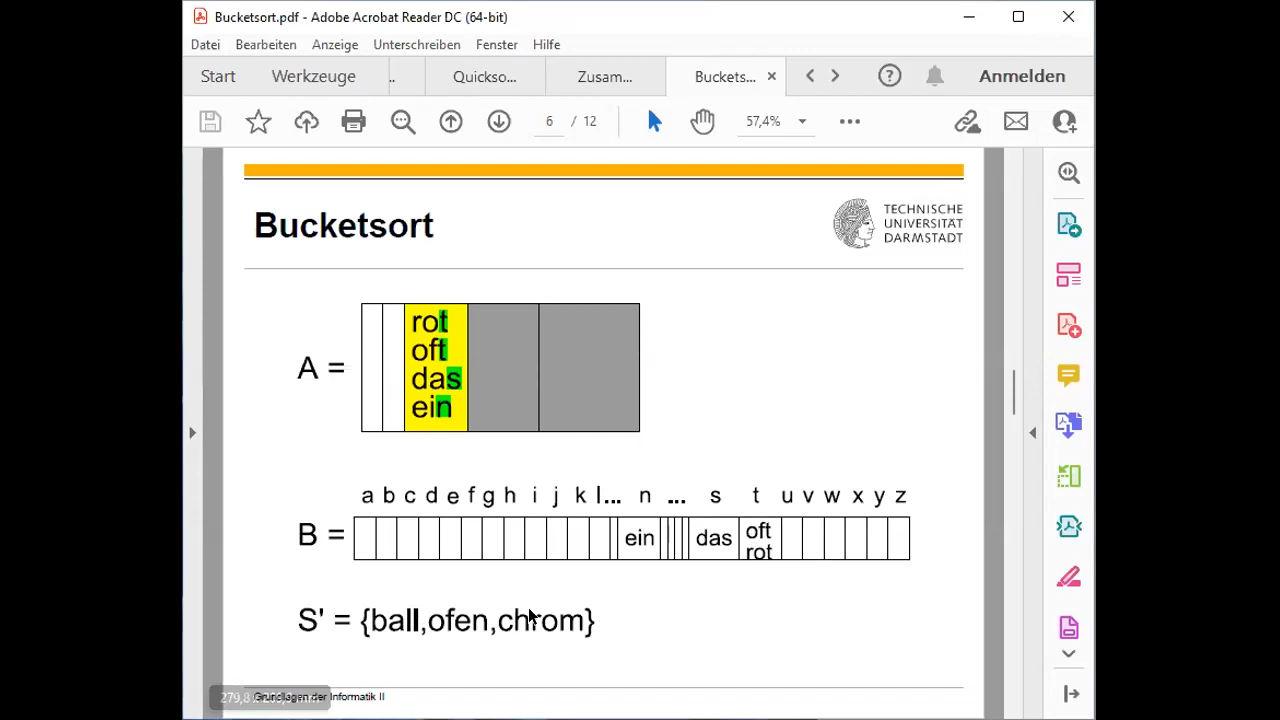 Bucketsort.pdf - Adobe Acrobat Reader DC (64-bit)
Datei Bearbeiten Anzeige Unterschreiben Fenster Hilfe
Start Werkzeuge .. Quickso... Zusam... Buckets... Anmelden
6 / 12 57,4%
Bucketsort
TECHNISCHE
UNIVERSITÄT
DARMSTADT
A =
rot
oft
das
ein
a b c d e f g h i j k l... n ... s t u v w x y z
B = ein das oft
rot
S' = {ball,ofen,chrom}
Grundlagen der Informatik II